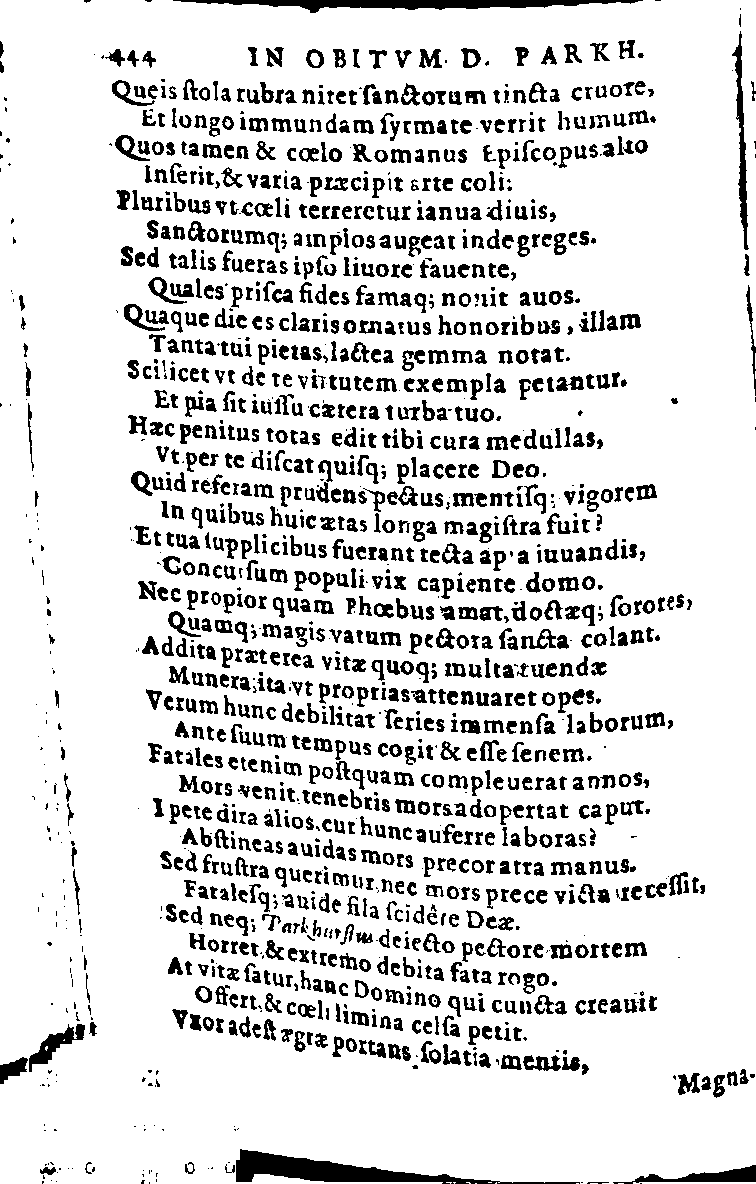 444 IN OBITVM D. PARKH.
Queis ſtola rubra nitet ſanctorum tincta cruore,
Et longo immundam ſyrmate verrit humum.
Quos tamen & cœlo Romanus Epiſcopus alto
Inſerit, & varia præcipit arte coli:
Pluribus vt cœli terreretur ianua diuis,
Sanctorumq; amplos augeat inde greges.
Sed talis fueras ipſo liuore fauente,
Quales priſca fides famaq; nouit auos.
Quaque die es claris ornatus honoribus, illam
Tanta tui pietas, lactea gemma notat.
Scilicet vt de te virtutem exempla petantur.
Et pia ſit iuſſu cætera turba tuo.
Hæc penitus totas edit tibi cura medullas,
Vt per te diſcat quiſq; placere Deo.
Quid referam prudens pectus, mentiſq; vigorem
In quibus huic ætas longa magiſtra fuit?
Et tua ſupplicibus fuerant tecta apta iuuandis,
Concurſum populi vix capiente domo.
Nec propior quam Phœbus amat, doctæq; ſorores,
Quamq; magis vatum pectora ſancta colant.
Addita præterea vitæ quoq; multa tuendæ
Munera, ita vt proprias attenuaret opes.
Verum hunc debilitat ſeries immenſa laborum,
Ante ſuum tempus cogit & eſſe ſenem.
Fatales etenim poſtquam compleuerat annos,
Mors venit, tenebris mors adopertat caput.
I pete dira alios, cur hunc auferre laboras?
Abſtineas auidas mors precor atra manus.
Sed fruſtra querimur, nec mors prece victa receſſit,
Fataleſq; auide fila ſcidêre Deæ.
Sed neq; Parkhurſtus deiecto pectore mortem
Horret, & extremo debita fata rogo.
At vitæ ſatur, hanc Domino qui cuncta creauit
Offert, & cœli limina celſa petit.
Vxor adeſt ægræ portans ſolatia mentis,
Magna-